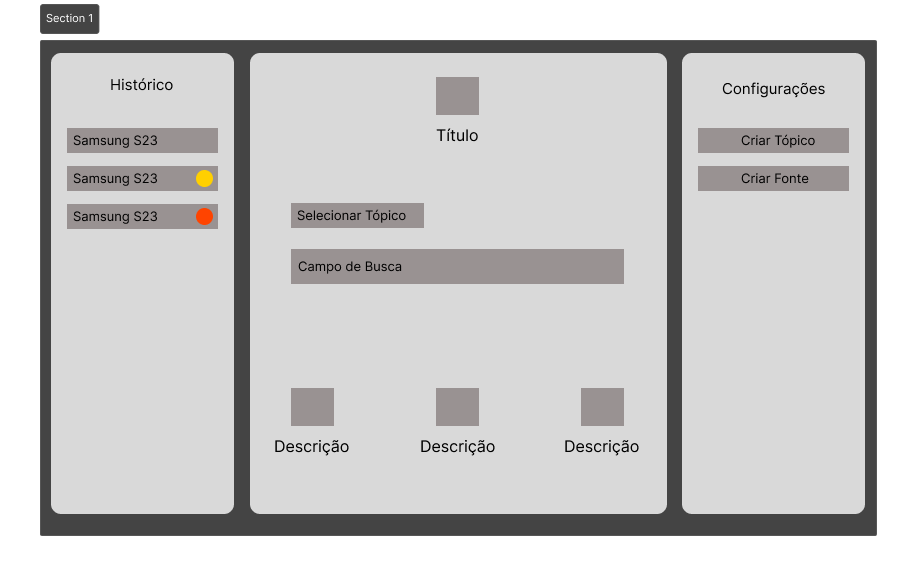 Section 1
Histórico
Samsung S23
Samsung S23
Samsung S23
Título
Selecionar Tópico
Campo de Busca
Descrição
Descrição
Descrição
Configurações
Criar Tópico
Criar Fonte